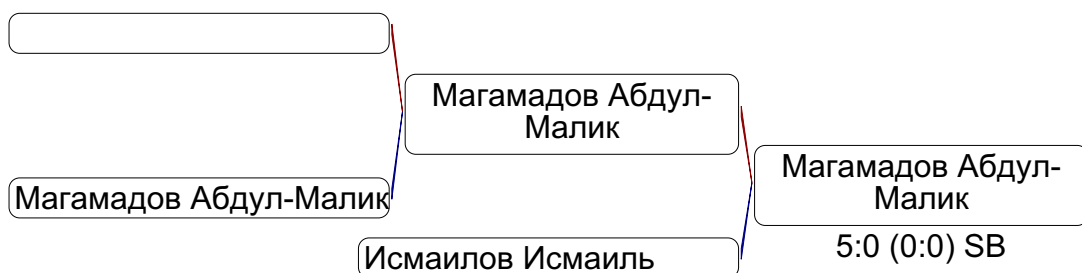 Магамадов Абдул-
Малик
Магамадов Абдул-Малик
Магамадов Абдул-
Малик
5:0 (0:0) SB
Исмаилов Исмаиль